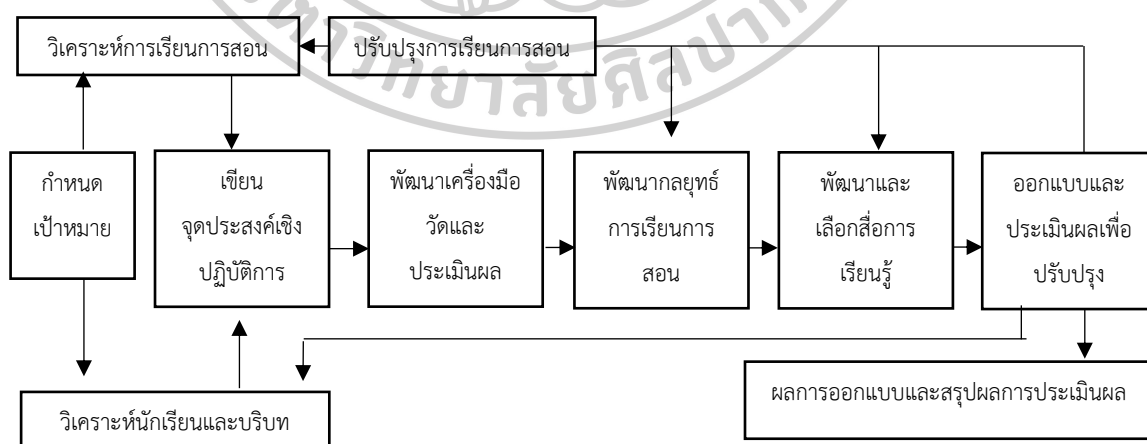 วิเคราะห์การเรียนการสอน
ปรับปรุงการเรียนการสอน
กำหนด
เป้าหมาย
เขียน
จุดประสงค์เชิง
ปฏิบัติการ
พัฒนาเครื่องมือ
วัดและ
ประเมินผล
พัฒนากลยุทธ์
การเรียนการ
สอน
พัฒนาและ
เลือกสื่อการ
เรียนรู้
ออกแบบและ
ประเมินผลเพื่อ
ปรับปรุง
วิเคราะห์นักเรียนและบริบท
ผลการออกแบบและสรุปผลการประเมินผล